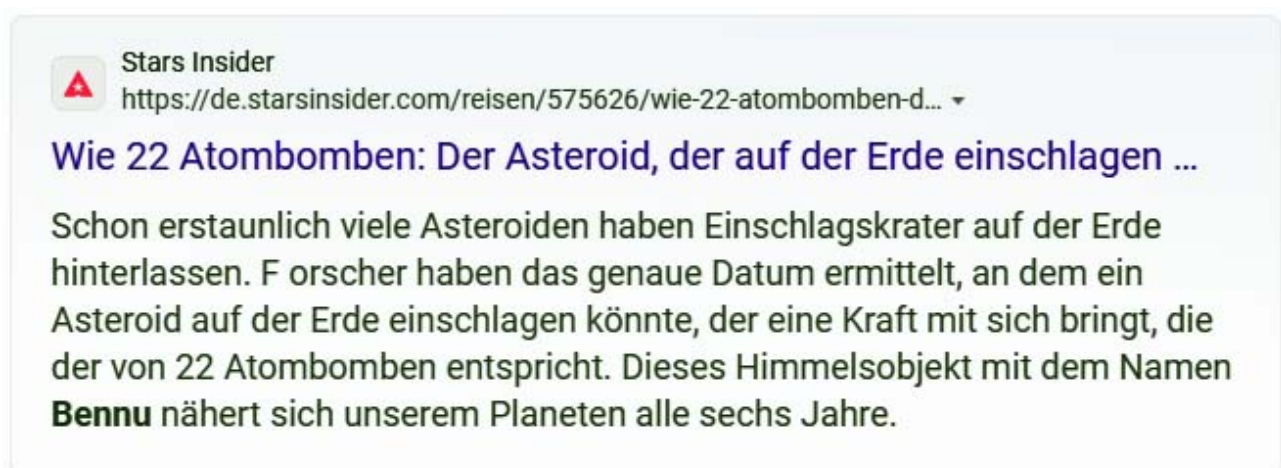 Stars Insider
https://de.starsinsider.com/reisen/575626/wie-22-atombomben-d...
Wie 22 Atombomben: Der Asteroid, der auf der Erde einschlagen ...
Schon erstaunlich viele Asteroiden haben Einschlagskrater auf der Erde
hinterlassen. F orscher haben das genaue Datum ermittelt, an dem ein
Asteroid auf der Erde einschlagen könnte, der eine Kraft mit sich bringt, die
der von 22 Atombomben entspricht. Dieses Himmelsobjekt mit dem Namen
Bennu nähert sich unserem Planeten alle sechs Jahre.